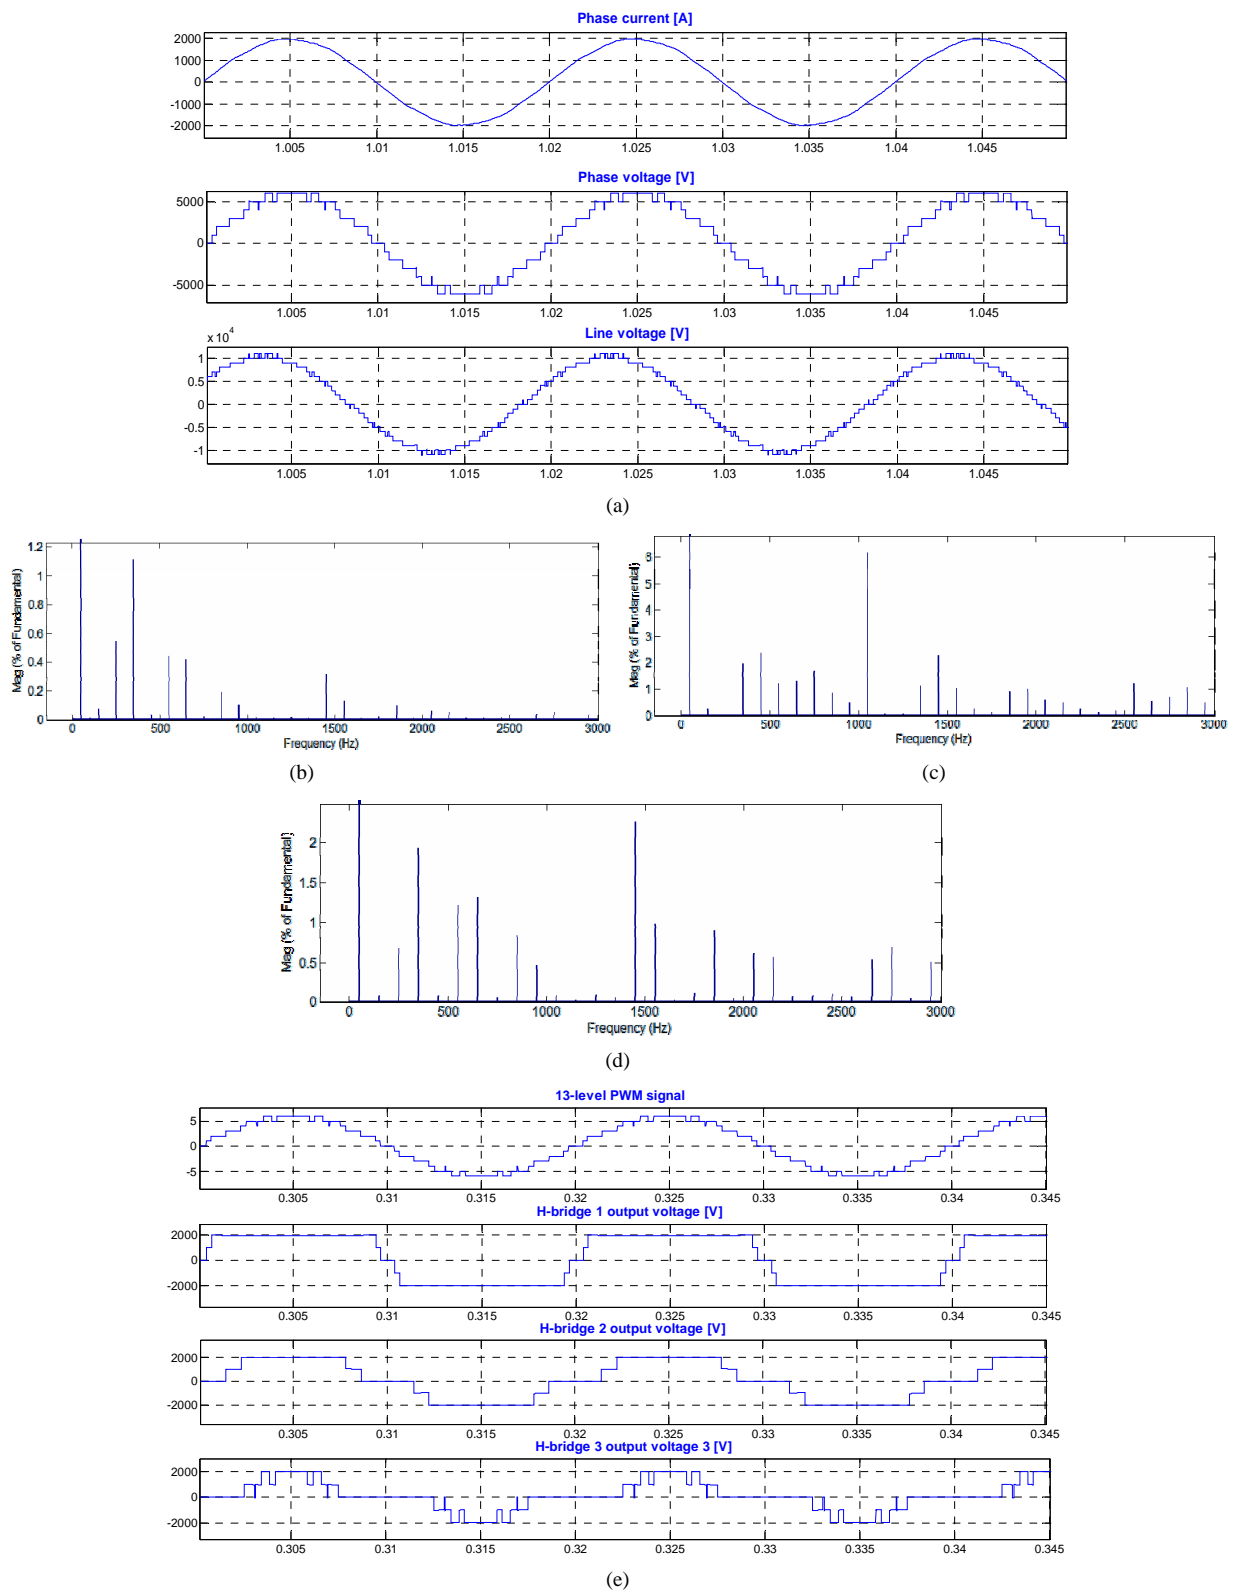 Phase current [A]
2000
1000
0
-1000
-2000
1.005 1.01 1.015 1.02 1.025 1.03 1.035 1.04 1.045
Phase voltage [V]
5000
0
-5000
1.005 1.01 1.015 1.02 1.025 1.03 1.035 1.04 1.045
Line voltage [V]
x 10^4
1
0.5
0
-0.5
-1
1.005 1.01 1.015 1.02 1.025 1.03 1.035 1.04 1.045
(a)
Mag (% of Fundamental)
1.2
1
0.8
0.6
0.4
0.2
0
0 500 1000 1500 2000 2500 3000
Frequency (Hz)
(b)
Mag (% of Fundamental)
5
4
3
2
1
0
0 500 1000 1500 2000 2500 3000
Frequency (Hz)
(c)
Mag (% of Fundamental)
2
1.5
1
0.5
0
0 500 1000 1500 2000 2500 3000
Frequency (Hz)
(d)
13-level PWM signal
5
0
-5
0.305 0.31 0.315 0.32 0.325 0.33 0.335 0.34 0.345
H-bridge 1 output voltage [V]
2000
0
-2000
0.305 0.31 0.315 0.32 0.325 0.33 0.335 0.34 0.345
H-bridge 2 output voltage [V]
2000
0
-2000
0.305 0.31 0.315 0.32 0.325 0.33 0.335 0.34 0.345
H-bridge 3 output voltage 3 [V]
2000
0
-2000
0.305 0.31 0.315 0.32 0.325 0.33 0.335 0.34 0.345
(e)